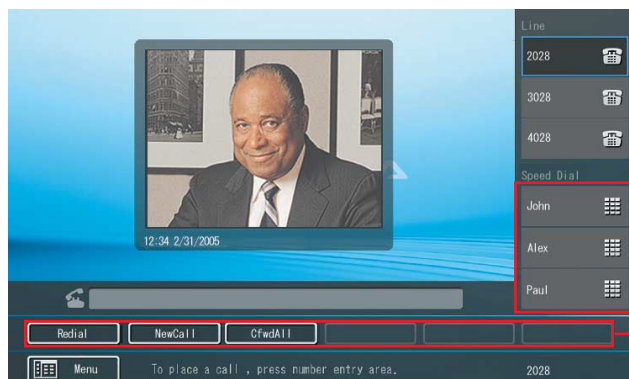 Line
2028
3028
4028
Speed Dial
John
Alex
Paul
12:34 2/31/2005
Redial
NewCall
CfwdAll
Menu
To place a call , press number entry area.
2028